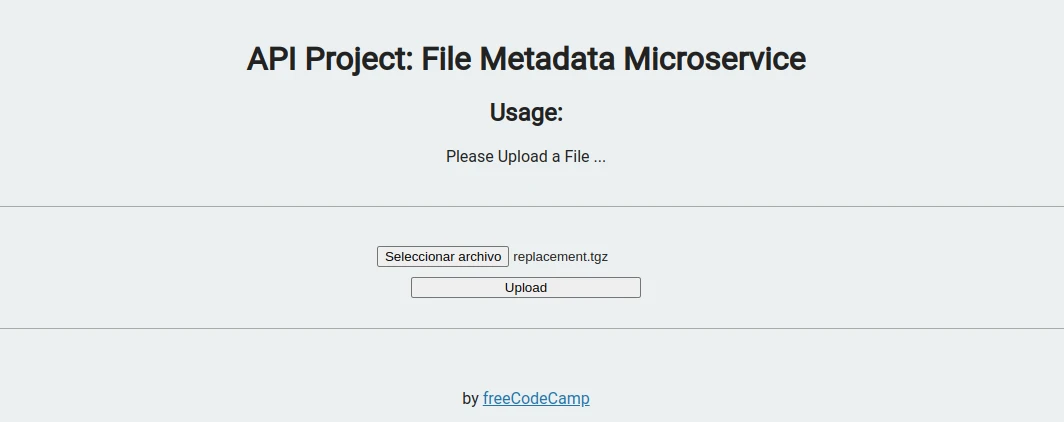 API Project: File Metadata Microservice
Usage:
Please Upload a File ...
Seleccionar archivo replacement.tgz
Upload
by freeCodeCamp